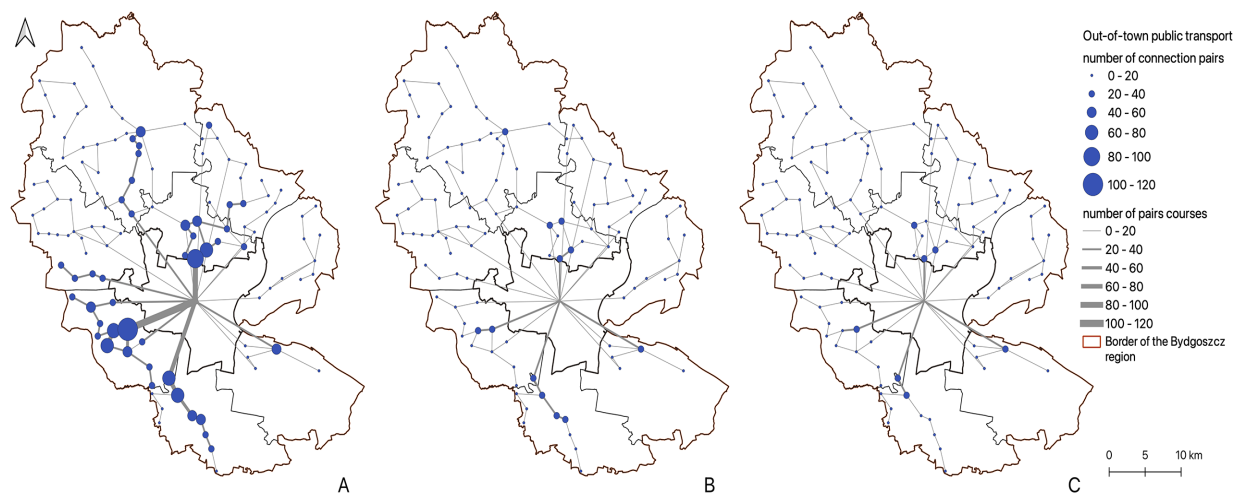 Out-of-town public transport
number of connection pairs
0 - 20
20 - 40
40 - 60
60 - 80
80 - 100
100 - 120
number of pairs courses
0 - 20
20 - 40
40 - 60
60 - 80
80 - 100
100 - 120
Border of the Bydgoszcz
region
0 5 10 km
A B C